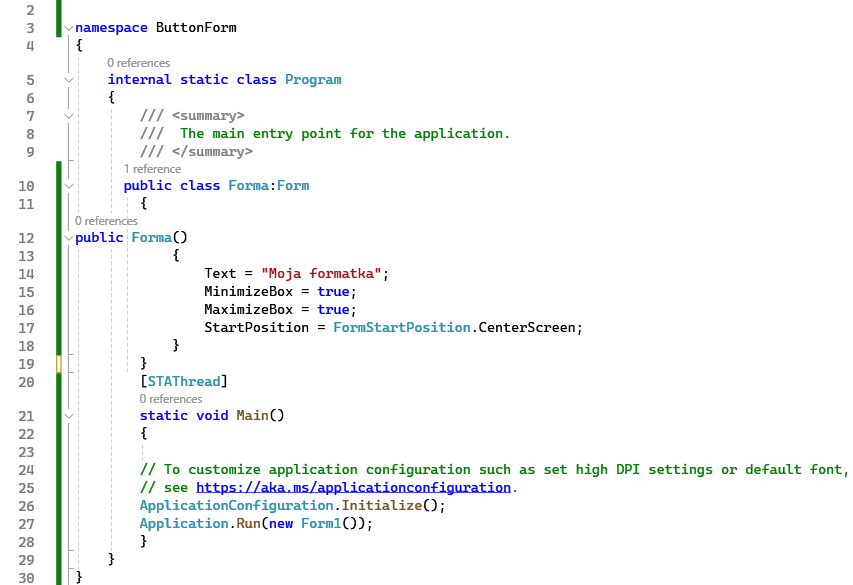 2
3 namespace ButtonForm
4 {
0 references
5 internal static class Program
6 {
7 /// <summary>
8 ///  The main entry point for the application.
9 /// </summary>
1 reference
10 public class Forma:Form
11 {
0 references
12 public Forma()
13 {
14 Text = "Moja formatka";
15 MinimizeBox = true;
16 MaximizeBox = true;
17 StartPosition = FormStartPosition.CenterScreen;
18 }
19 }
20 [STAThread]
0 references
21 static void Main()
22 {
23
24 // To customize application configuration such as set high DPI settings or default font,
25 // see https://aka.ms/applicationconfiguration.
26 ApplicationConfiguration.Initialize();
27 Application.Run(new Form1());
28 }
29 }
30 }